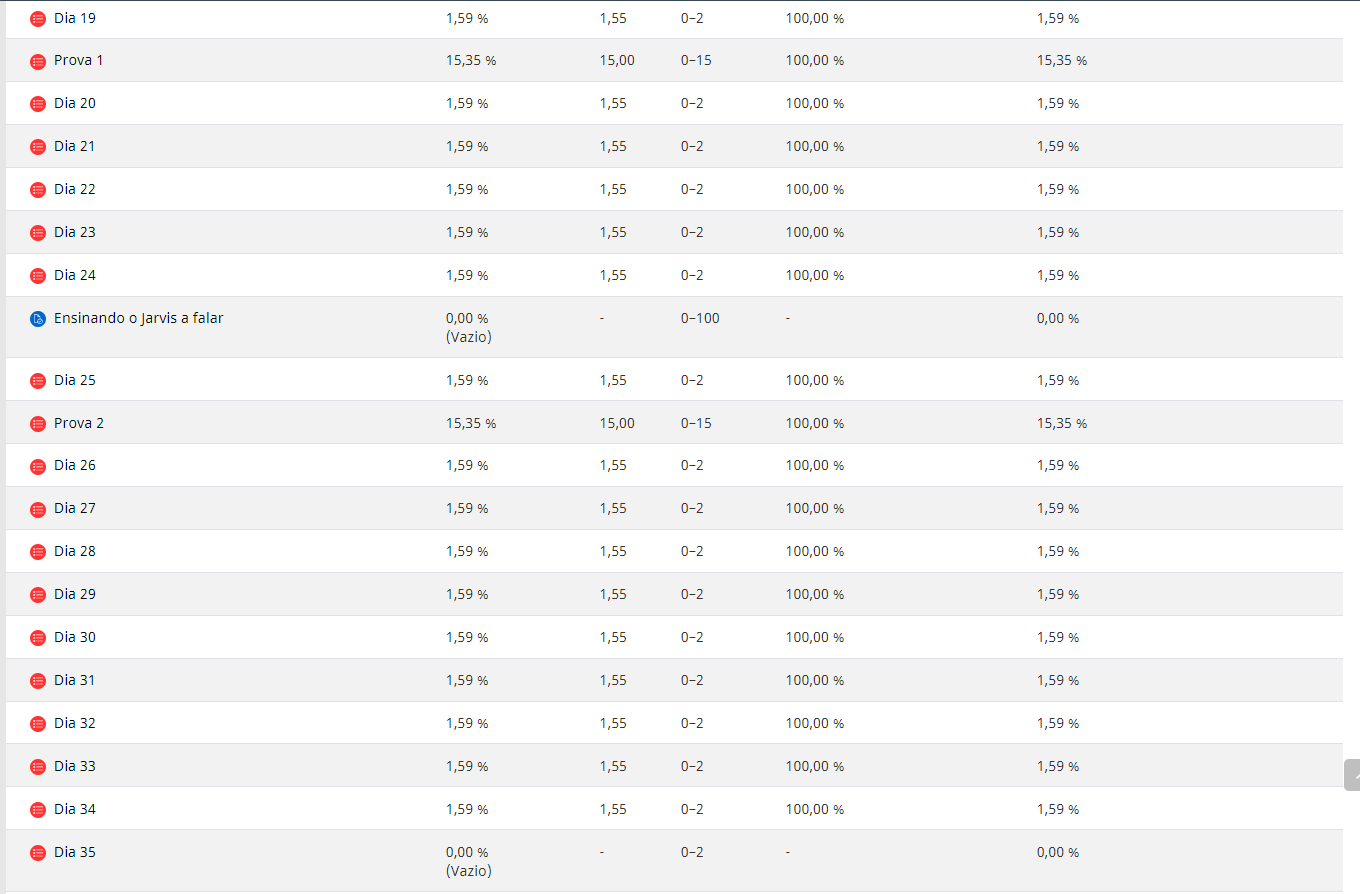 Dia 19 1,59 % 1,55 0–2 100,00 % 1,59 %
Prova 1 15,35 % 15,00 0–15 100,00 % 15,35 %
Dia 20 1,59 % 1,55 0–2 100,00 % 1,59 %
Dia 21 1,59 % 1,55 0–2 100,00 % 1,59 %
Dia 22 1,59 % 1,55 0–2 100,00 % 1,59 %
Dia 23 1,59 % 1,55 0–2 100,00 % 1,59 %
Dia 24 1,59 % 1,55 0–2 100,00 % 1,59 %
Ensinando o Jarvis a falar 0,00 % - 0–100 - 0,00 %
(Vazio)
Dia 25 1,59 % 1,55 0–2 100,00 % 1,59 %
Prova 2 15,35 % 15,00 0–15 100,00 % 15,35 %
Dia 26 1,59 % 1,55 0–2 100,00 % 1,59 %
Dia 27 1,59 % 1,55 0–2 100,00 % 1,59 %
Dia 28 1,59 % 1,55 0–2 100,00 % 1,59 %
Dia 29 1,59 % 1,55 0–2 100,00 % 1,59 %
Dia 30 1,59 % 1,55 0–2 100,00 % 1,59 %
Dia 31 1,59 % 1,55 0–2 100,00 % 1,59 %
Dia 32 1,59 % 1,55 0–2 100,00 % 1,59 %
Dia 33 1,59 % 1,55 0–2 100,00 % 1,59 %
Dia 34 1,59 % 1,55 0–2 100,00 % 1,59 %
Dia 35 0,00 % - 0–2 - 0,00 %
(Vazio)